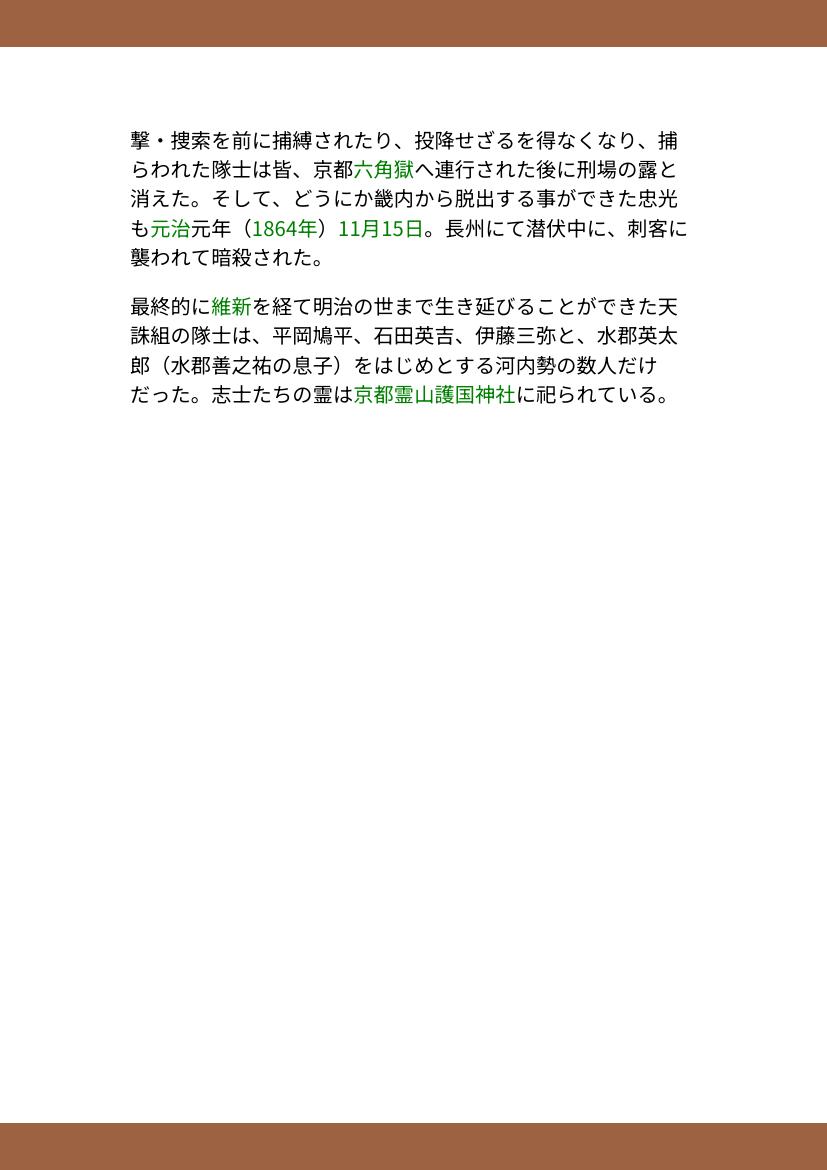 撃・捜索を前に捕縛されたり、投降せざるを得なくなり、捕
らわれた隊士は皆、京都六角獄へ連行された後に刑場の露と
消えた。そして、どうにか畿内から脱出する事ができた忠光
も元治元年（1864年）11月15日。長州にて潜伏中に、刺客に
襲われて暗殺された。
最終的に維新を経て明治の世まで生き延びることができた天
誅組の隊士は、平岡鳩平、石田英吉、伊藤三弥と、水郡英太
郎（水郡善之祐の息子）をはじめとする河内勢の数人だけ
だった。志士たちの霊は京都霊山護国神社に祀られている。